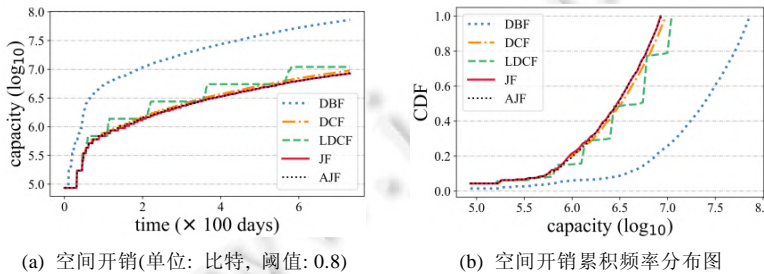 capacity (log₁₀)
8.0
7.5
7.0
6.5
6.0
5.5
5.0
0
2
4
6
time (× 100 days)
DBF
DCF
LDCF
JF
AJF
(a) 空间开销(单位: 比特, 阈值: 0.8)
CDF
1.0
0.8
0.6
0.4
0.2
0.0
5.0
5.5
6.0
6.5
7.0
7.5
8.0
capacity (log₁₀)
DBF
DCF
LDCF
JF
AJF
(b) 空间开销累积频率分布图